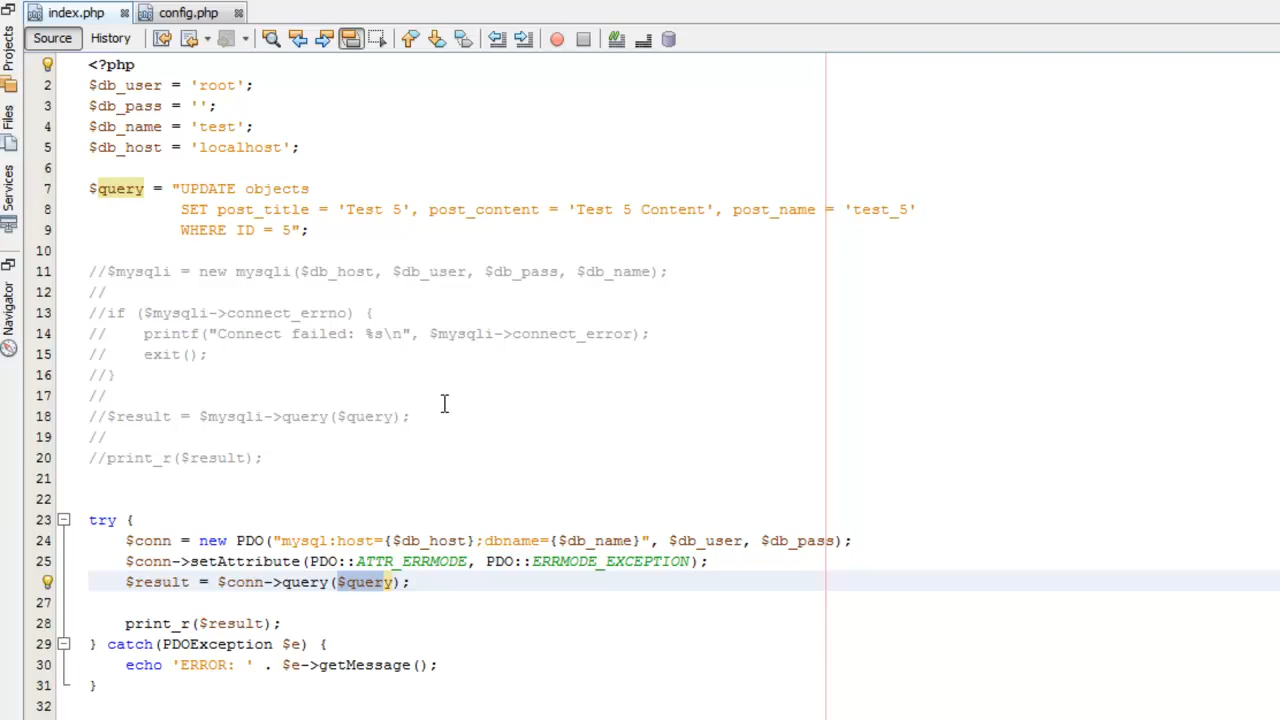 index.php
config.php
Source
History
Projects
Files
Services
Navigator
<?php
2 $db_user = 'root';
3 $db_pass = '';
4 $db_name = 'test';
5 $db_host = 'localhost';
6
7 $query = "UPDATE objects
8 SET post_title = 'Test 5', post_content = 'Test 5 Content', post_name = 'test_5'
9 WHERE ID = 5";
10
11 //$mysqli = new mysqli($db_host, $db_user, $db_pass, $db_name);
12 //
13 //if ($mysqli->connect_errno) {
14 //    printf("Connect failed: %s\n", $mysqli->connect_error);
15 //    exit();
16 //}
17 //
18 //$result = $mysqli->query($query);
19 //
20 //print_r($result);
21
22
23 try {
24     $conn = new PDO("mysql:host={$db_host};dbname={$db_name}", $db_user, $db_pass);
25     $conn->setAttribute(PDO::ATTR_ERRMODE, PDO::ERRMODE_EXCEPTION);
$result = $conn->query($query);
27
28     print_r($result);
29 } catch(PDOException $e) {
30     echo 'ERROR: ' . $e->getMessage();
31 }
32